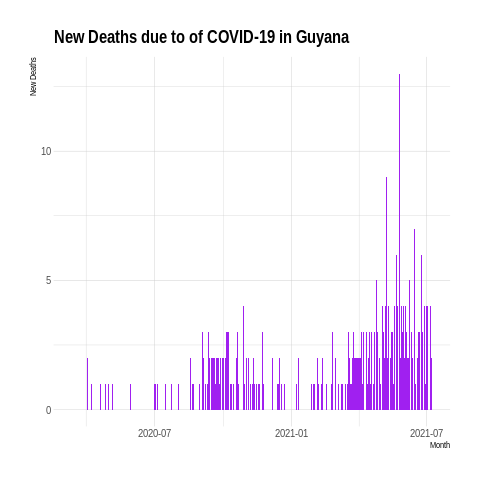 New Deaths due to of COVID-19 in Guyana
New Deaths
10
5
0
2020-07
2021-01
2021-07
Month